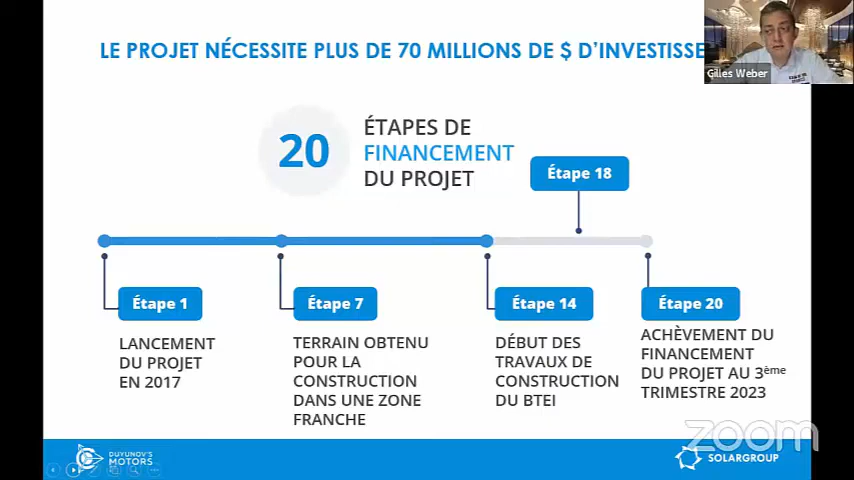 LE PROJET NÉCESSITE PLUS DE 70 MILLIONS DE $ D'INVESTISSE
Gilles Weber
20
ÉTAPES DE
FINANCEMENT
DU PROJET
Étape 18
Étape 1
LANCEMENT
DU PROJET
EN 2017
Étape 7
TERRAIN OBTENU
POUR LA
CONSTRUCTION
DANS UNE ZONE
FRANCHE
Étape 14
DÉBUT DES
TRAVAUX DE
CONSTRUCTION
DU BTEI
Étape 20
ACHÈVEMENT DU
FINANCEMENT
DU PROJET AU 3ème
TRIMESTRE 2023
zoom
DUYUNOV'S
MOTORS
SOLARGROUP